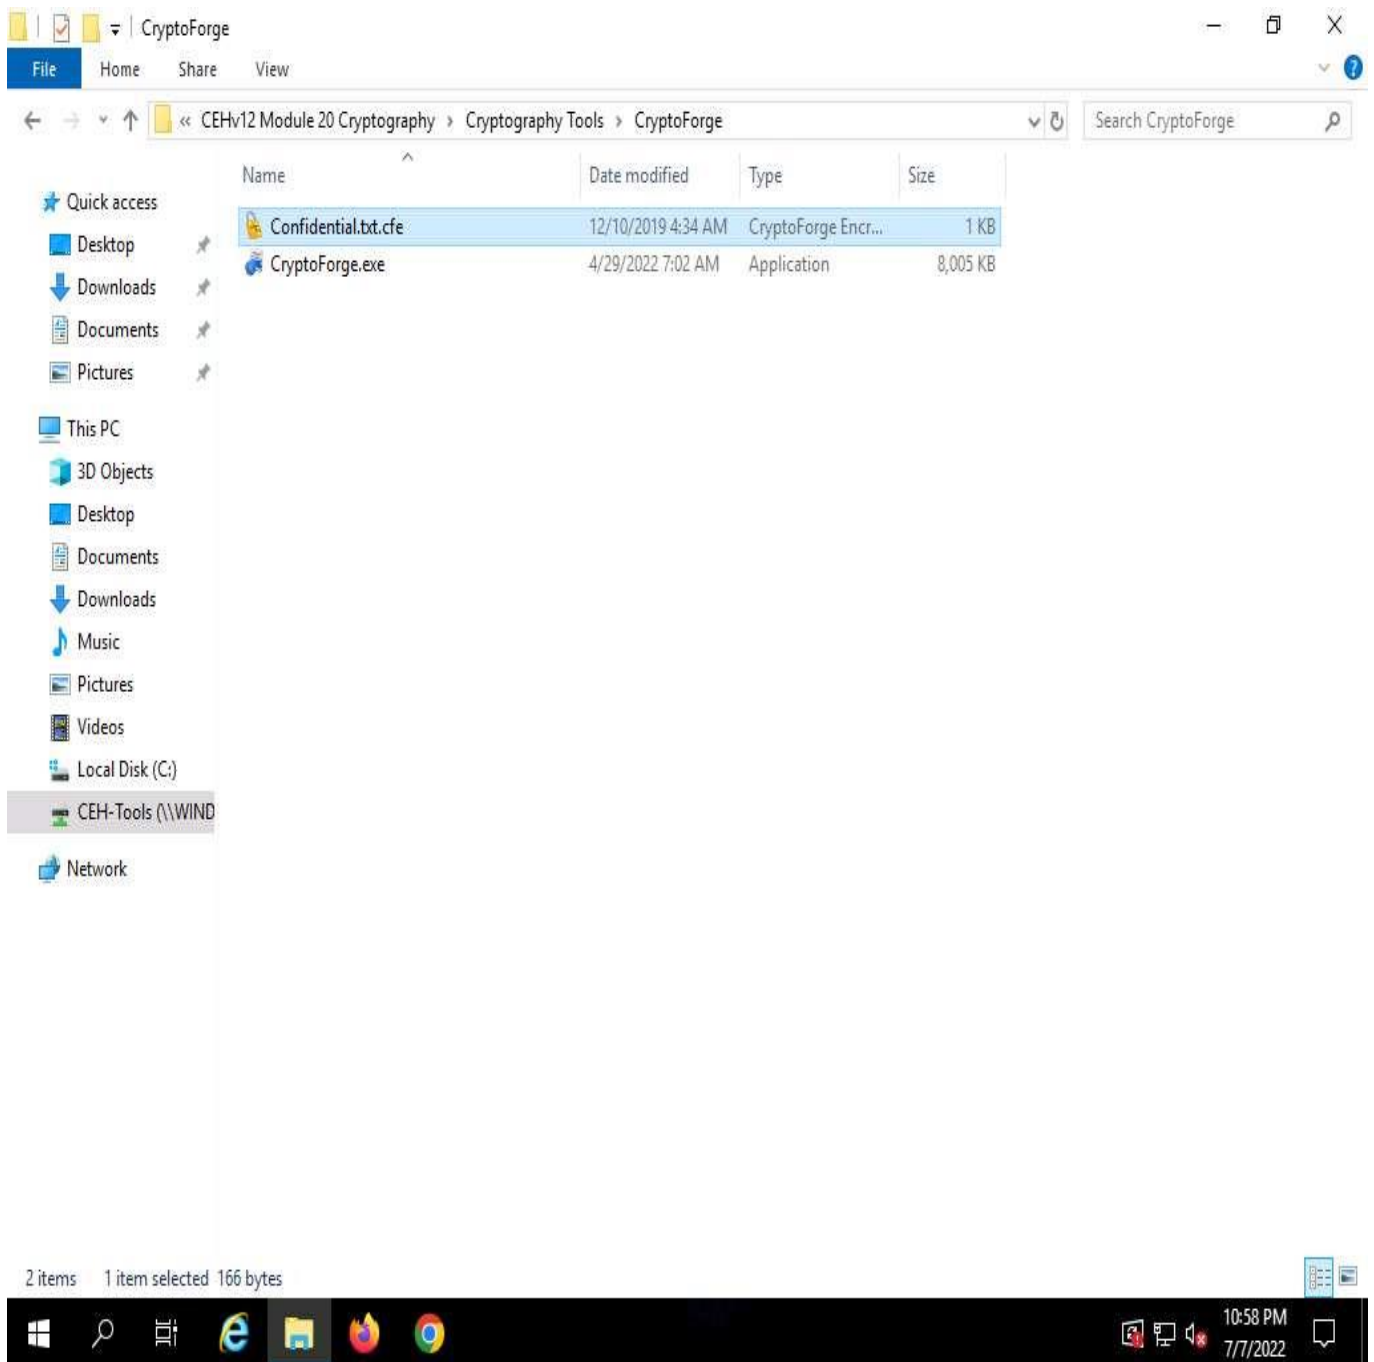 CryptoForge
File Home Share View
« CEHv12 Module 20 Cryptography › Cryptography Tools › CryptoForge Search CryptoForge
Name Date modified Type Size
Quick access
Confidential.txt.cfe 12/10/2019 4:34 AM CryptoForge Encr... 1 KB
Desktop
CryptoForge.exe 4/29/2022 7:02 AM Application 8,005 KB
Downloads
Documents
Pictures
This PC
3D Objects
Desktop
Documents
Downloads
Music
Pictures
Videos
Local Disk (C:)
CEH-Tools (\\WIND
Network
2 items 1 item selected 166 bytes
10:58 PM
7/7/2022